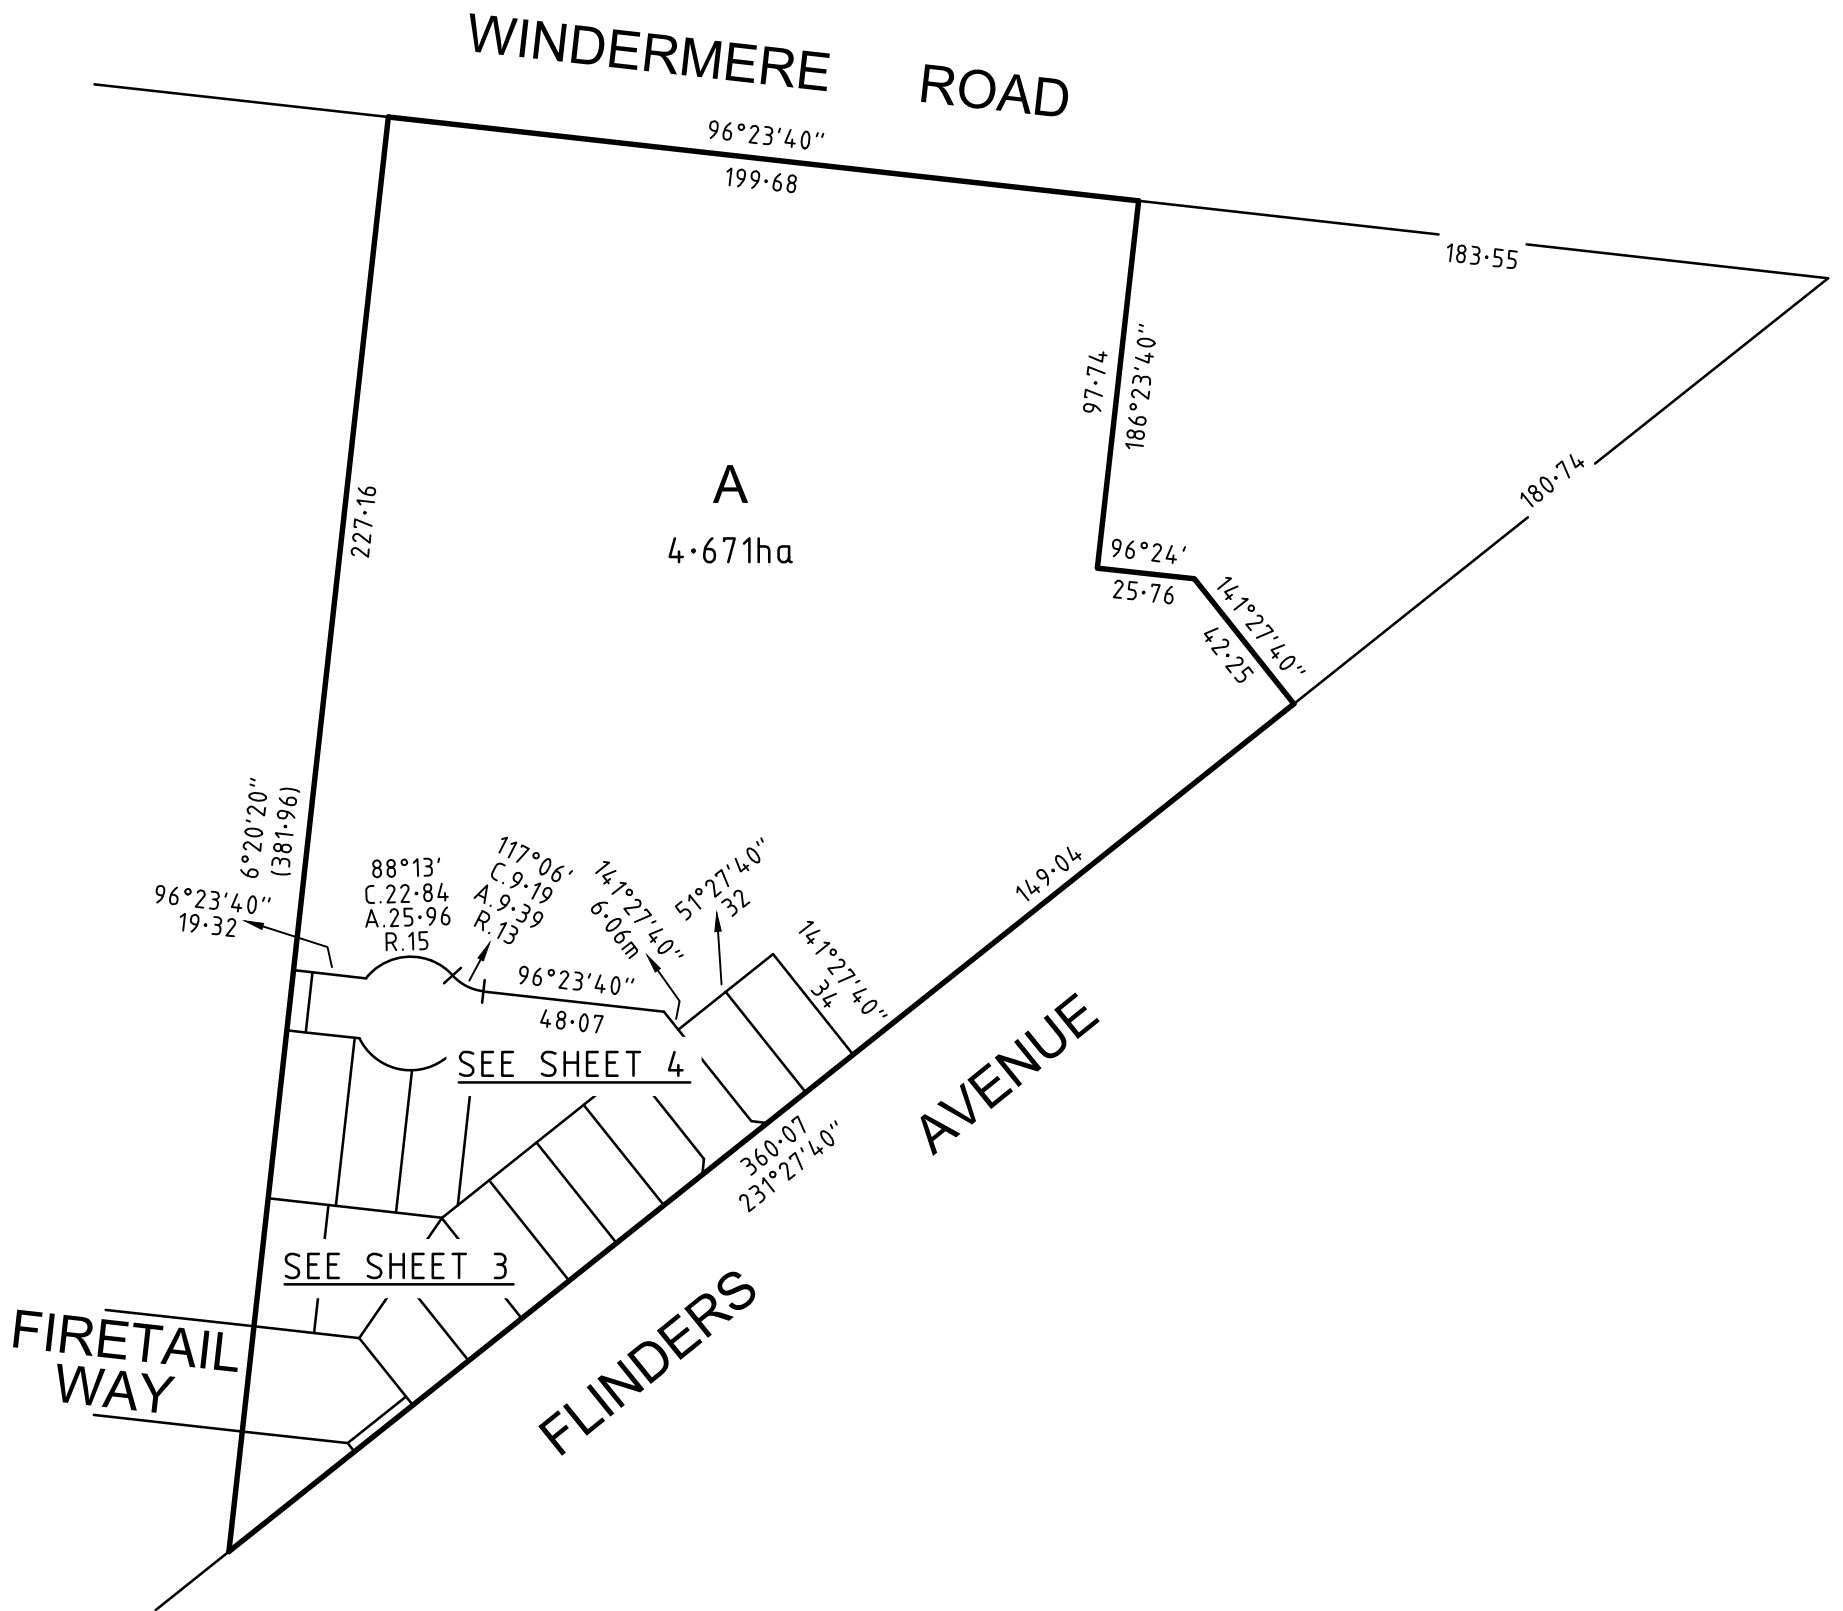 WINDERMERE ROAD
96°23'40"
199·68
183·55
97·74
186°23'40"
227·16
A
4·671ha
180·74
96°24'
25·76
141°27'40"
42·25
6°20'20"
(381·96)
149·04
96°23'40"
19·32
88°13'
C.22·84
A.25·96
R.15
117°06'
C.9·19
A.9·39
R.13
141°27'40"
6·06m
51°27'40"
32
141°27'40"
34
96°23'40"
48·07
SEE SHEET 4
360·07
231°27'40"
SEE SHEET 3
FLINDERS AVENUE
FIRETAIL
WAY